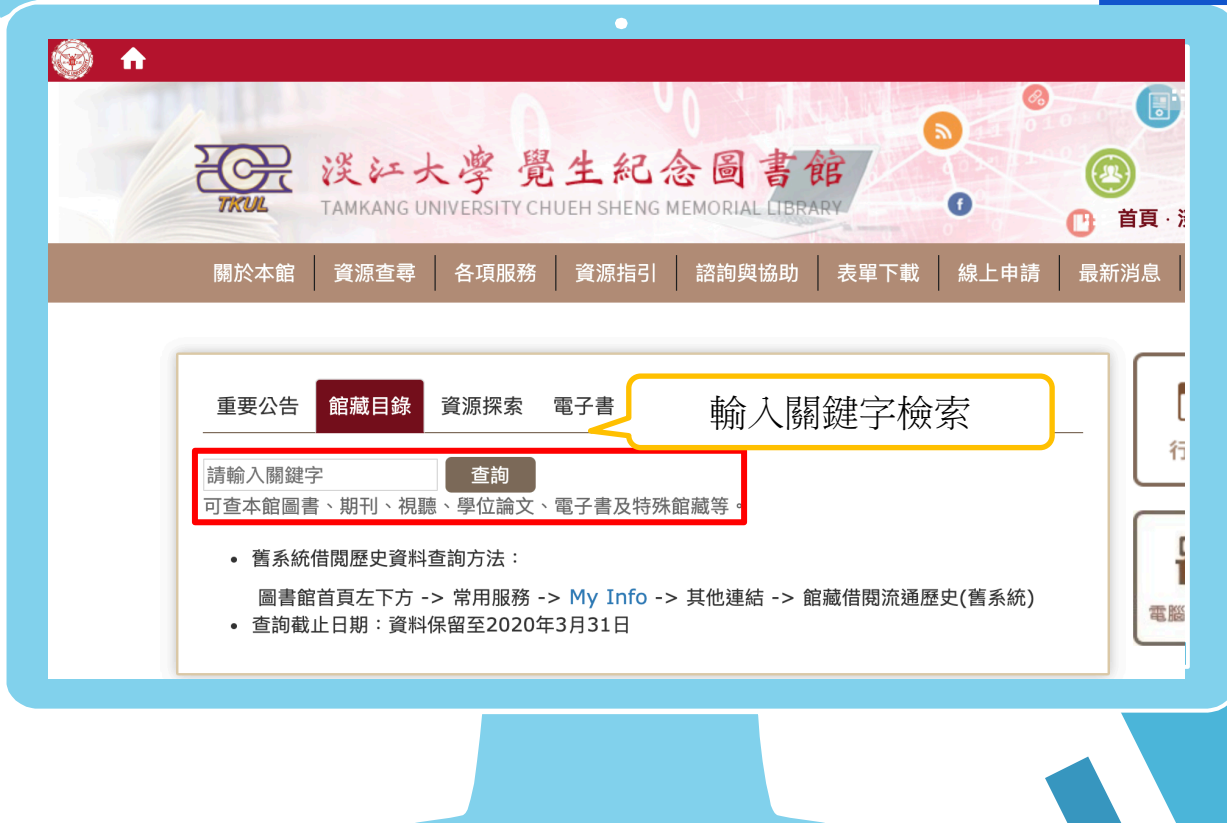 淡江大學 覺生紀念圖書館
TKUL
TAMKANG UNIVERSITY CHUEH SHENG MEMORIAL LIBRARY
首頁 ·
關於本館 資源查尋 各項服務 資源指引 諮詢與協助 表單下載 線上申請 最新消息
重要公告 館藏目錄 資源探索 電子書
輸入關鍵字檢索
請輸入關鍵字 查詢
可查本館圖書、期刊、視聽、學位論文、電子書及特殊館藏等。
• 舊系統借閱歷史資料查詢方法：
圖書館首頁左下方 -> 常用服務 -> My Info -> 其他連結 -> 館藏借閱流通歷史(舊系統)
• 查詢截止日期：資料保留至2020年3月31日
行
電腦